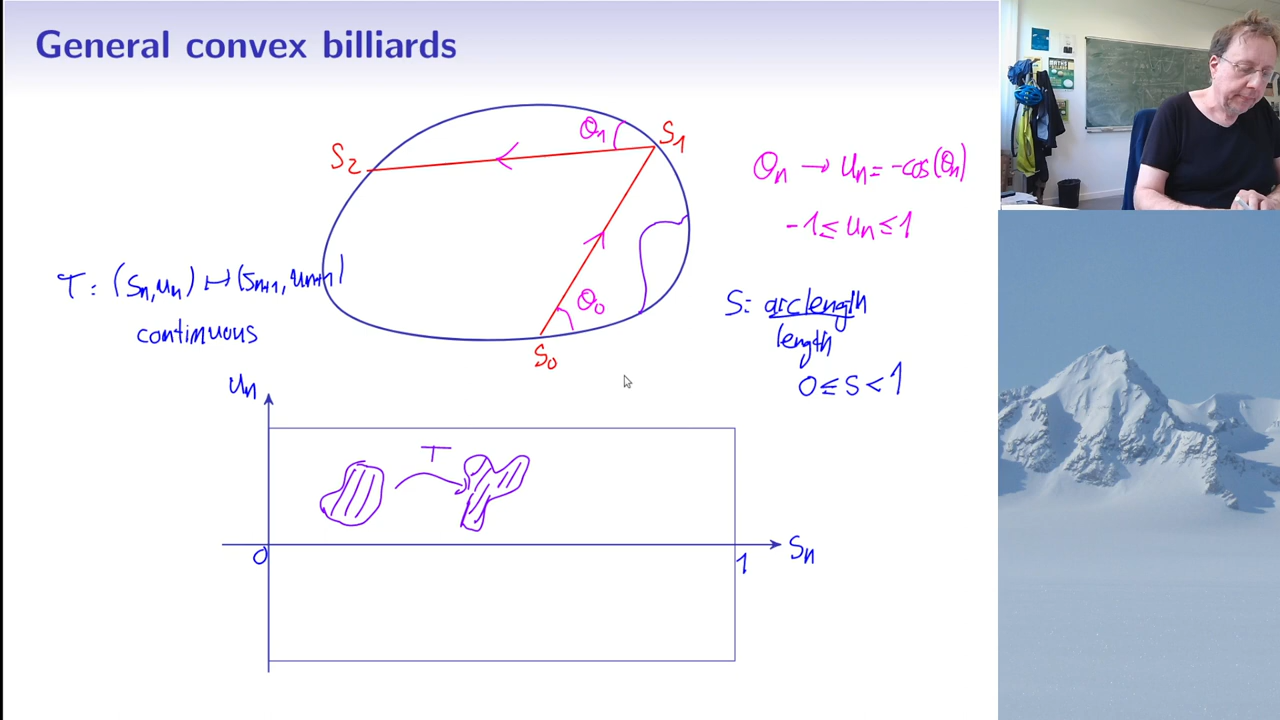 General convex billiards
S2
θ1
S1
θn → un = -cos(θn)
-1 ≤ un ≤ 1
T: (Sn, un) ↦ (Sn+1, un+1)
continuous
θ0
S0
S: arclength
length
0 ≤ S < 1
un
T
0
1
Sn